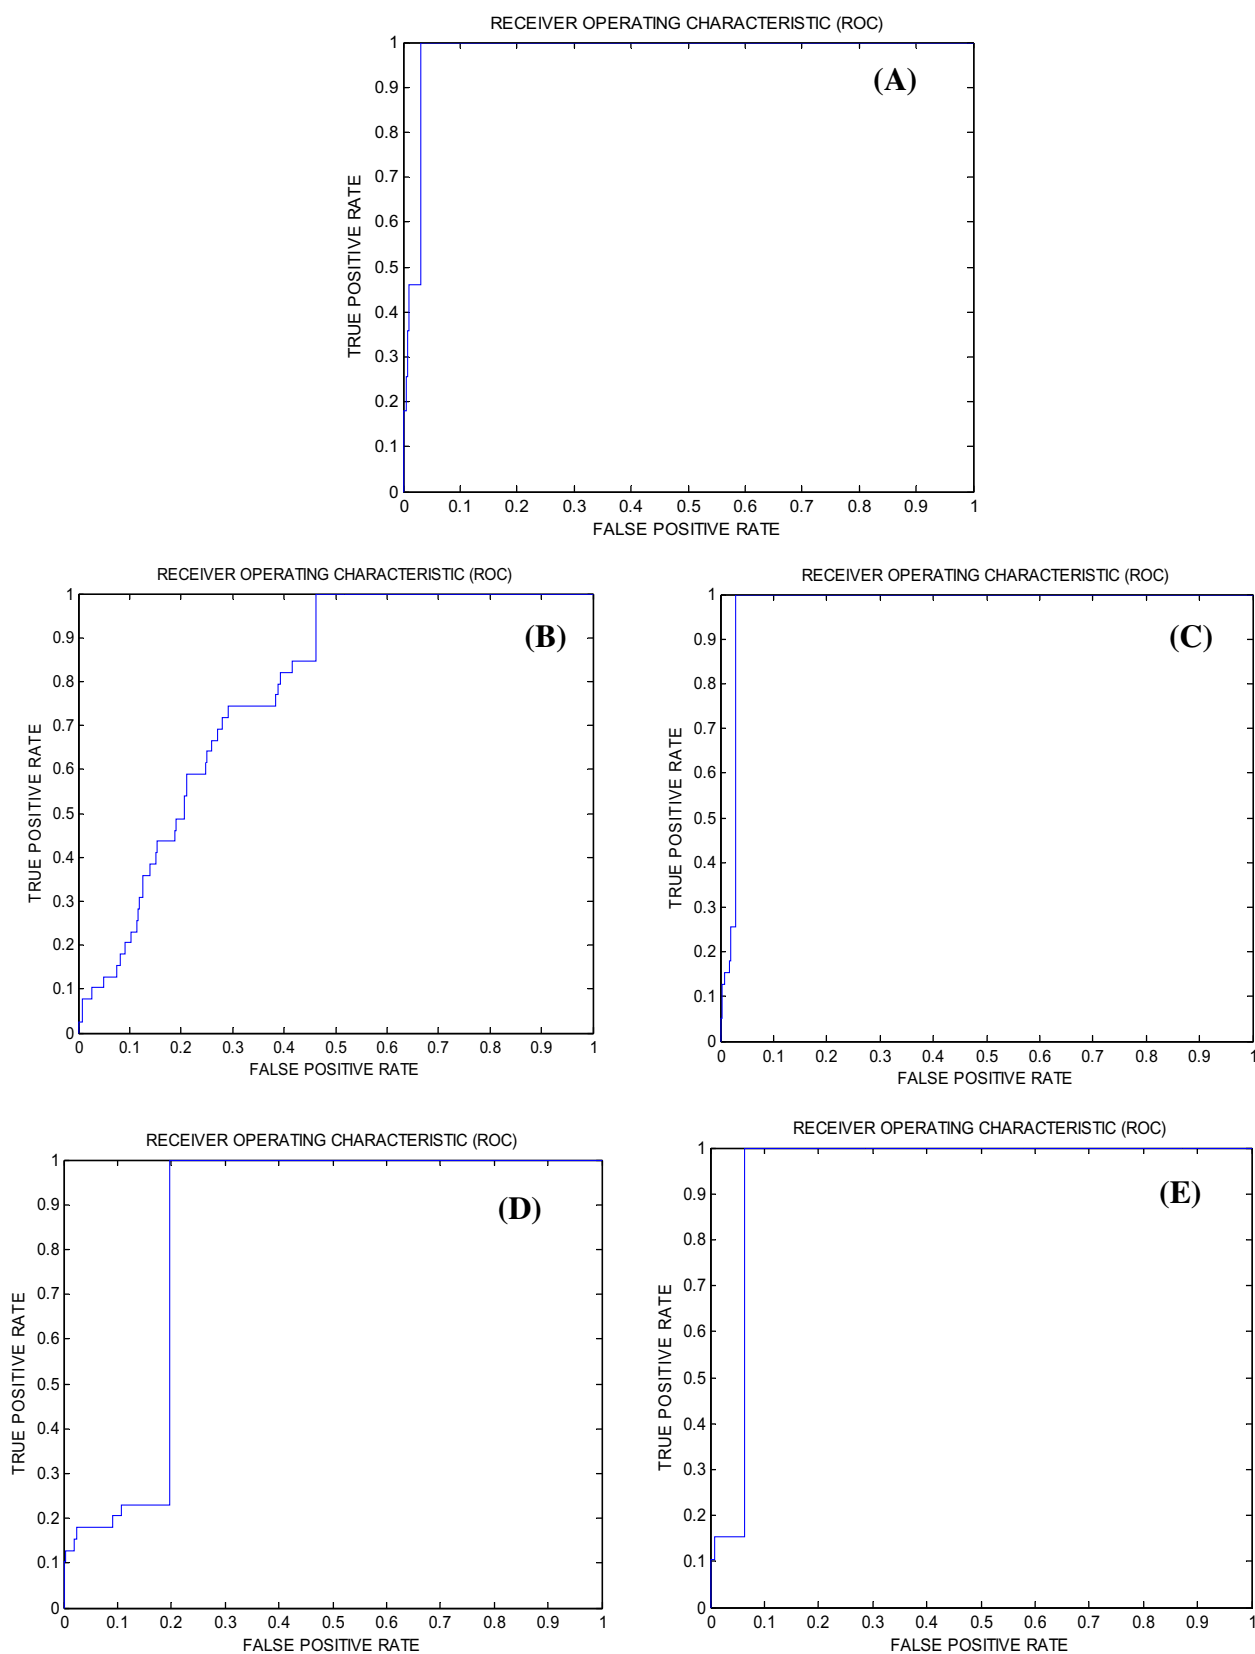 RECEIVER OPERATING CHARACTERISTIC (ROC)
1
(A)
0.9
0.8
0.7
0.6
0.5
0.4
0.3
0.2
0.1
0
TRUE POSITIVE RATE
0 0.1 0.2 0.3 0.4 0.5 0.6 0.7 0.8 0.9 1
FALSE POSITIVE RATE
RECEIVER OPERATING CHARACTERISTIC (ROC)
1
(B)
0.9
0.8
0.7
0.6
0.5
0.4
0.3
0.2
0.1
0
TRUE POSITIVE RATE
0 0.1 0.2 0.3 0.4 0.5 0.6 0.7 0.8 0.9 1
FALSE POSITIVE RATE
RECEIVER OPERATING CHARACTERISTIC (ROC)
1
(C)
0.9
0.8
0.7
0.6
0.5
0.4
0.3
0.2
0.1
0
TRUE POSITIVE RATE
0 0.1 0.2 0.3 0.4 0.5 0.6 0.7 0.8 0.9 1
FALSE POSITIVE RATE
RECEIVER OPERATING CHARACTERISTIC (ROC)
1
(D)
0.9
0.8
0.7
0.6
0.5
0.4
0.3
0.2
0.1
0
TRUE POSITIVE RATE
0 0.1 0.2 0.3 0.4 0.5 0.6 0.7 0.8 0.9 1
FALSE POSITIVE RATE
RECEIVER OPERATING CHARACTERISTIC (ROC)
1
(E)
0.9
0.8
0.7
0.6
0.5
0.4
0.3
0.2
0.1
0
TRUE POSITIVE RATE
0 0.1 0.2 0.3 0.4 0.5 0.6 0.7 0.8 0.9 1
FALSE POSITIVE RATE